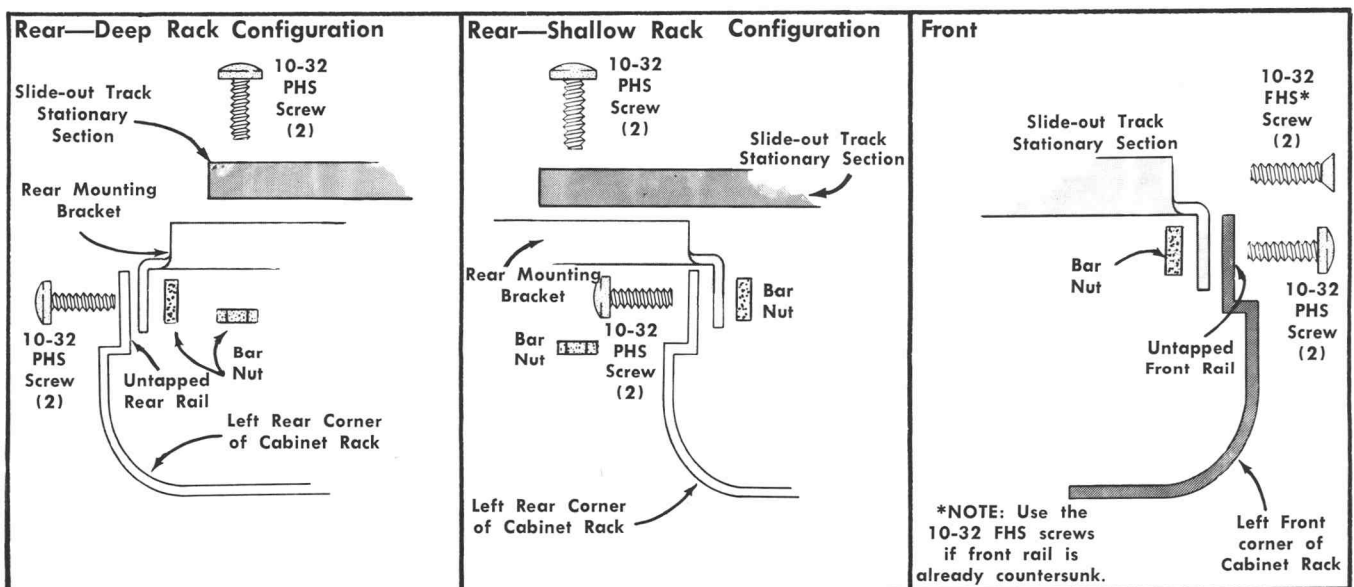 Rear—Deep Rack Configuration
10-32
PHS
Screw
(2)
Slide-out Track
Stationary
Section
Rear Mounting
Bracket
10-32
PHS
Screw
(2)
Untapped
Rear Rail
Bar
Nut
Left Rear Corner
of Cabinet Rack
Rear—Shallow Rack Configuration
10-32
PHS
Screw
(2)
Slide-out Track
Stationary Section
Rear Mounting
Bracket
Bar
Nut
Bar
Nut
10-32
PHS
Screw
(2)
Left Rear Corner
of Cabinet Rack
Front
10-32
FHS*
Screw
(2)
Slide-out Track
Stationary Section
Bar
Nut
10-32
PHS
Screw
(2)
Untapped
Front Rail
*NOTE: Use the
10-32 FHS screws
if front rail is
already countersunk.
Left Front
corner of
Cabinet Rack